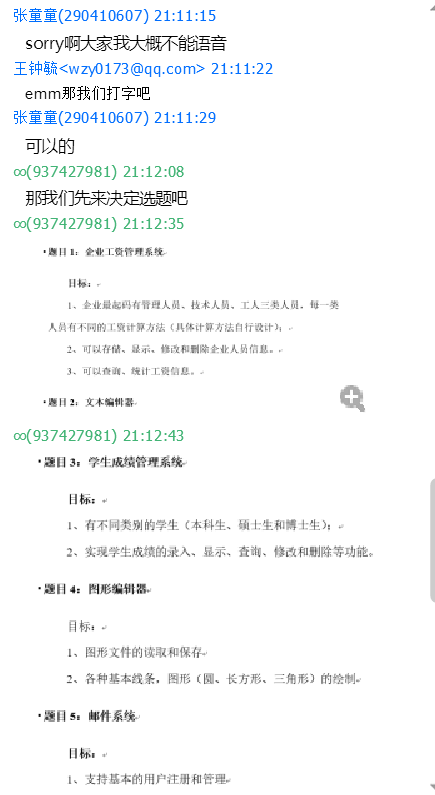 张童童(290410607) 21:11:15
sorry啊大家我大概不能语音
王钟毓<wzy0173@qq.com> 21:11:22
emm那我们打字吧
张童童(290410607) 21:11:29
可以的
∞(937427981) 21:12:08
那我们先来决定选题吧
∞(937427981) 21:12:35
·题目 1：企业工资管理系统
目标：
1、企业最起码有管理人员、技术人员、工人三类人员，每一类
人员有不同的工资计算方法（具体计算方法自行设计）；
2、可以存储、显示、修改和删除企业人员信息。
3、可以查询、统计工资信息。
·题目 2：文本编辑器
∞(937427981) 21:12:43
·题目 3：学生成绩管理系统
目标：
1、有不同类别的学生（本科生、硕士生和博士生）；
2、实现学生成绩的录入、显示、查询、修改和删除等功能。
·题目 4：图形编辑器
目标：
1、图形文件的读取和保存
2、各种基本线条，图形（圆、长方形、三角形）的绘制
·题目 5：邮件系统
目标：
1、支持基本的用户注册和管理